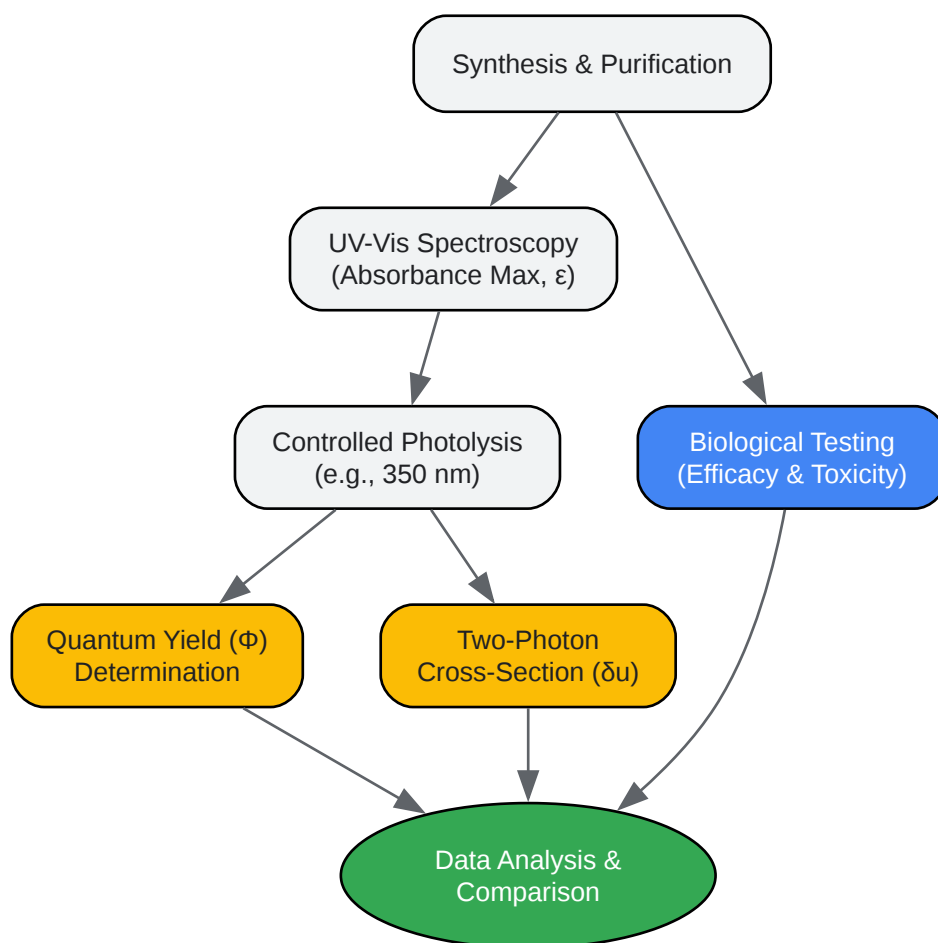 Synthesis & Purification
UV-Vis Spectroscopy
(Absorbance Max, ε)
Controlled Photolysis
(e.g., 350 nm)
Biological Testing
(Efficacy & Toxicity)
Quantum Yield (Φ)
Determination
Two-Photon
Cross-Section (δu)
Data Analysis &
Comparison